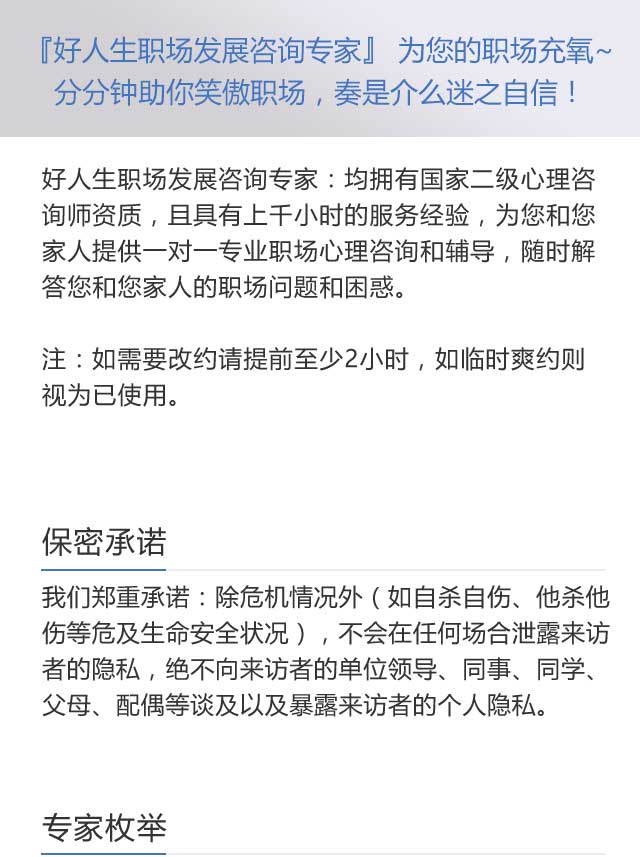 『好人生职场发展咨询专家』 为您的职场充氧~
分分钟助你笑傲职场，奏是介么迷之自信！
好人生职场发展咨询专家：均拥有国家二级心理咨
询师资质，且具有上千小时的服务经验，为您和您
家人提供一对一专业职场心理咨询和辅导，随时解
答您和您家人的职场问题和困惑。
注：如需要改约请提前至少2小时，如临时爽约则
视为已使用。
保密承诺
我们郑重承诺：除危机情况外（如自杀自伤、他杀他
伤等危及生命安全状况），不会在任何场合泄露来访
者的隐私，绝不向来访者的单位领导、同事、同学、
父母、配偶等谈及以及暴露来访者的个人隐私。
专家枚举